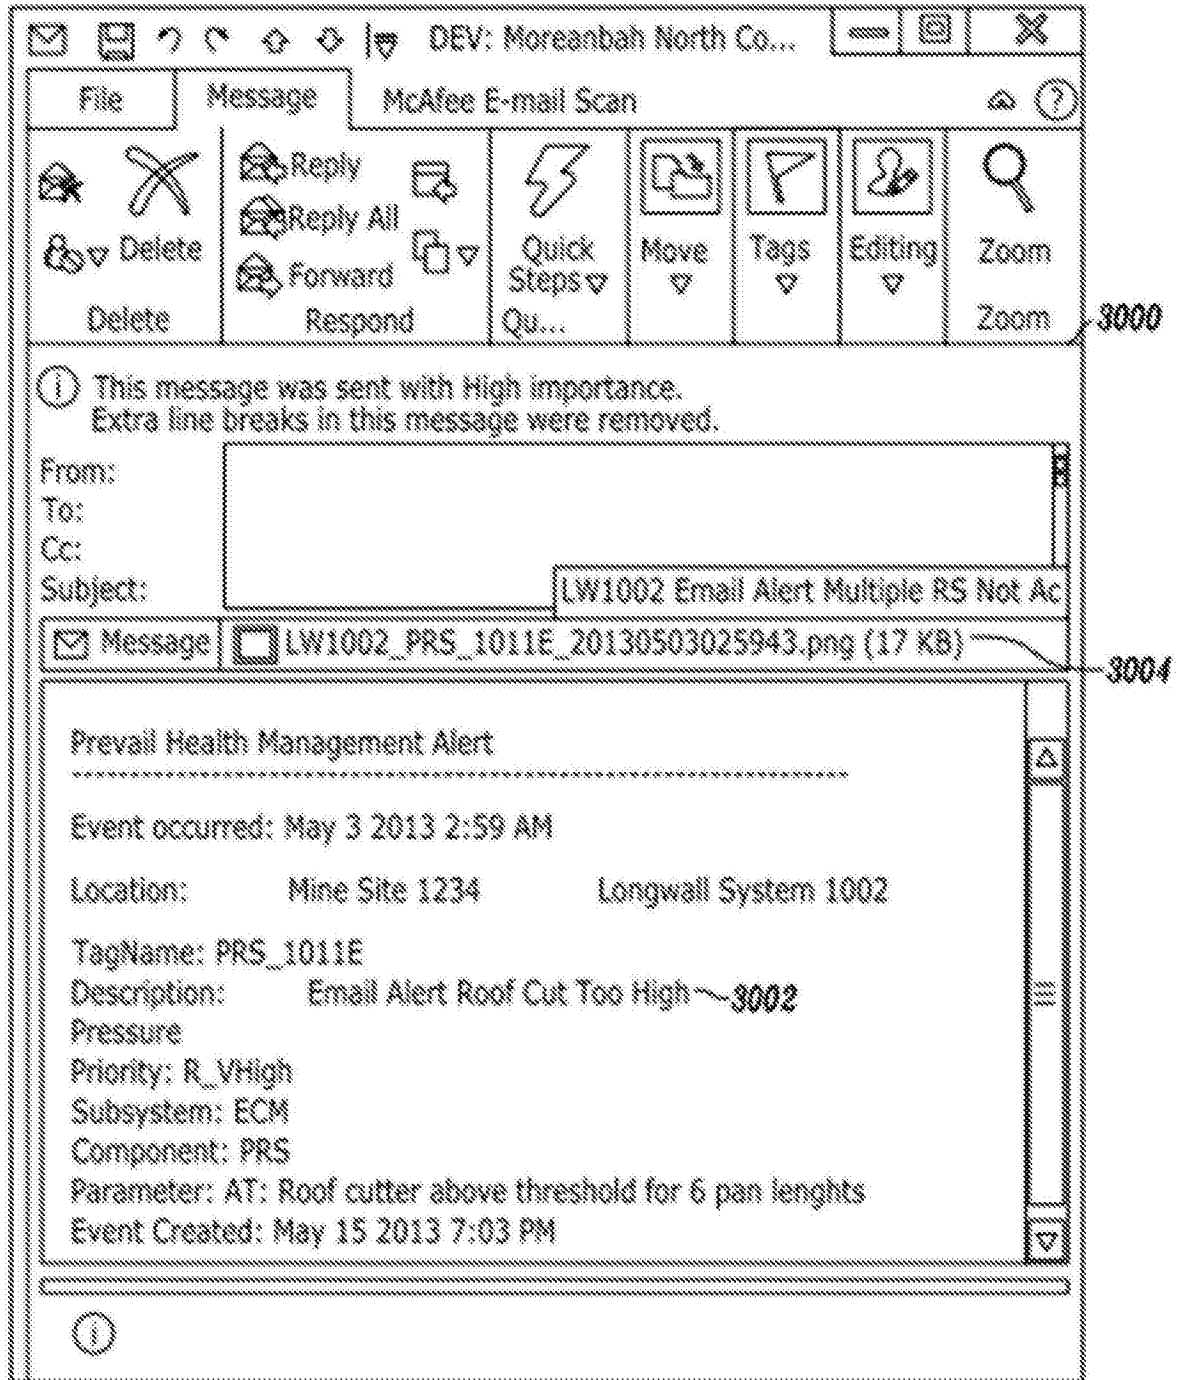 DEV: Moreanbah North Co...
File Message McAfee E-mail Scan ?
Reply
Reply All
Delete Forward
Quick Steps
Move
Tags
Editing
Zoom
Delete Respond Qu... Zoom
3000
This message was sent with High importance.
Extra line breaks in this message were removed.
From:
To:
Cc:
Subject: LW1002 Email Alert Multiple RS Not Ac
Message LW1002_PRS_1011E_20130503025943.png (17 KB)
3004
Prevail Health Management Alert
Event occurred: May 3 2013 2:59 AM
Location: Mine Site 1234 Longwall System 1002
TagName: PRS_1011E
Description: Email Alert Roof Cut Too High 3002
Pressure
Priority: R_VHigh
Subsystem: ECM
Component: PRS
Parameter: AT: Roof cutter above threshold for 6 pan lenghts
Event Created: May 15 2013 7:03 PM